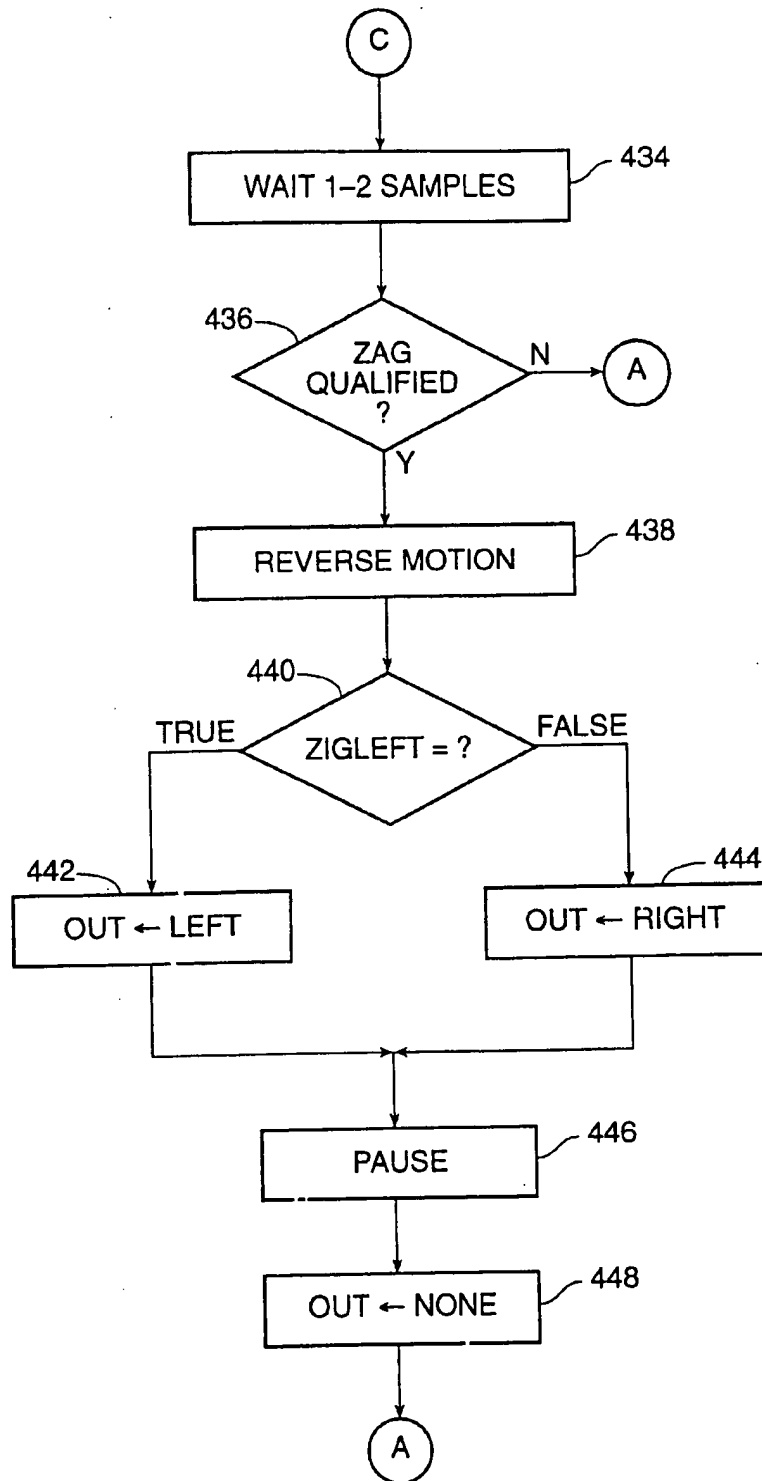 C
WAIT 1–2 SAMPLES
434
436
ZAG
QUALIFIED
?
N
A
Y
REVERSE MOTION
438
440
TRUE
ZIGLEFT = ?
FALSE
442
OUT ← LEFT
444
OUT ← RIGHT
PAUSE
446
OUT ← NONE
448
A